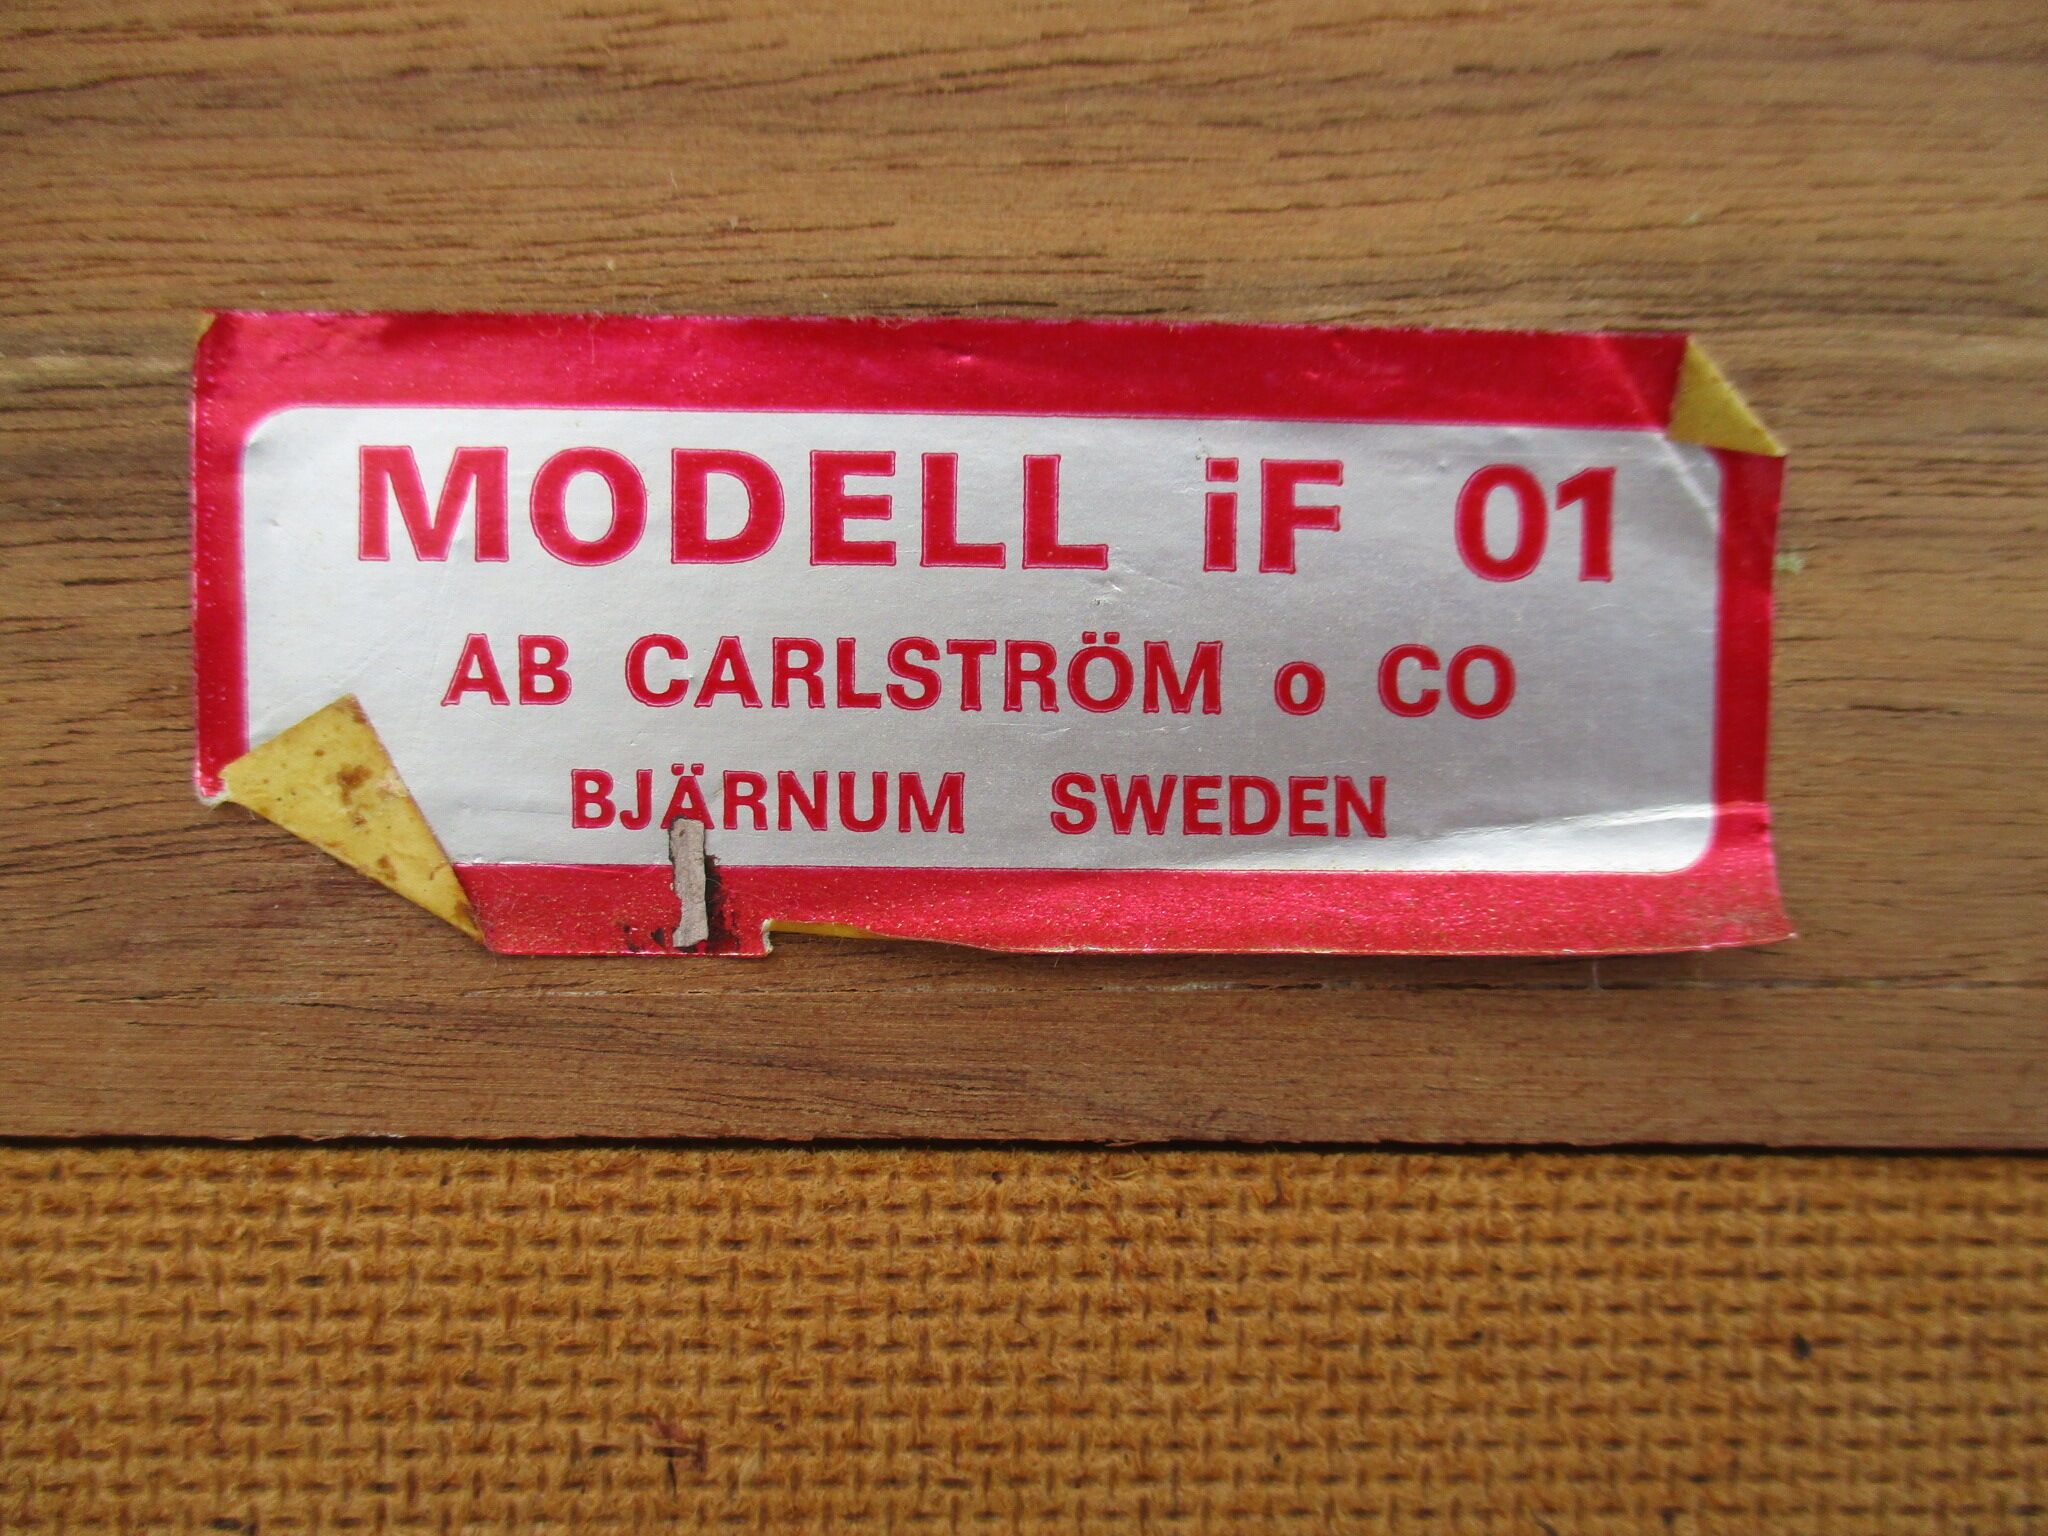 MODELL iF 01
AB CARLSTRÖM o CO
BJÄRNUM SWEDEN